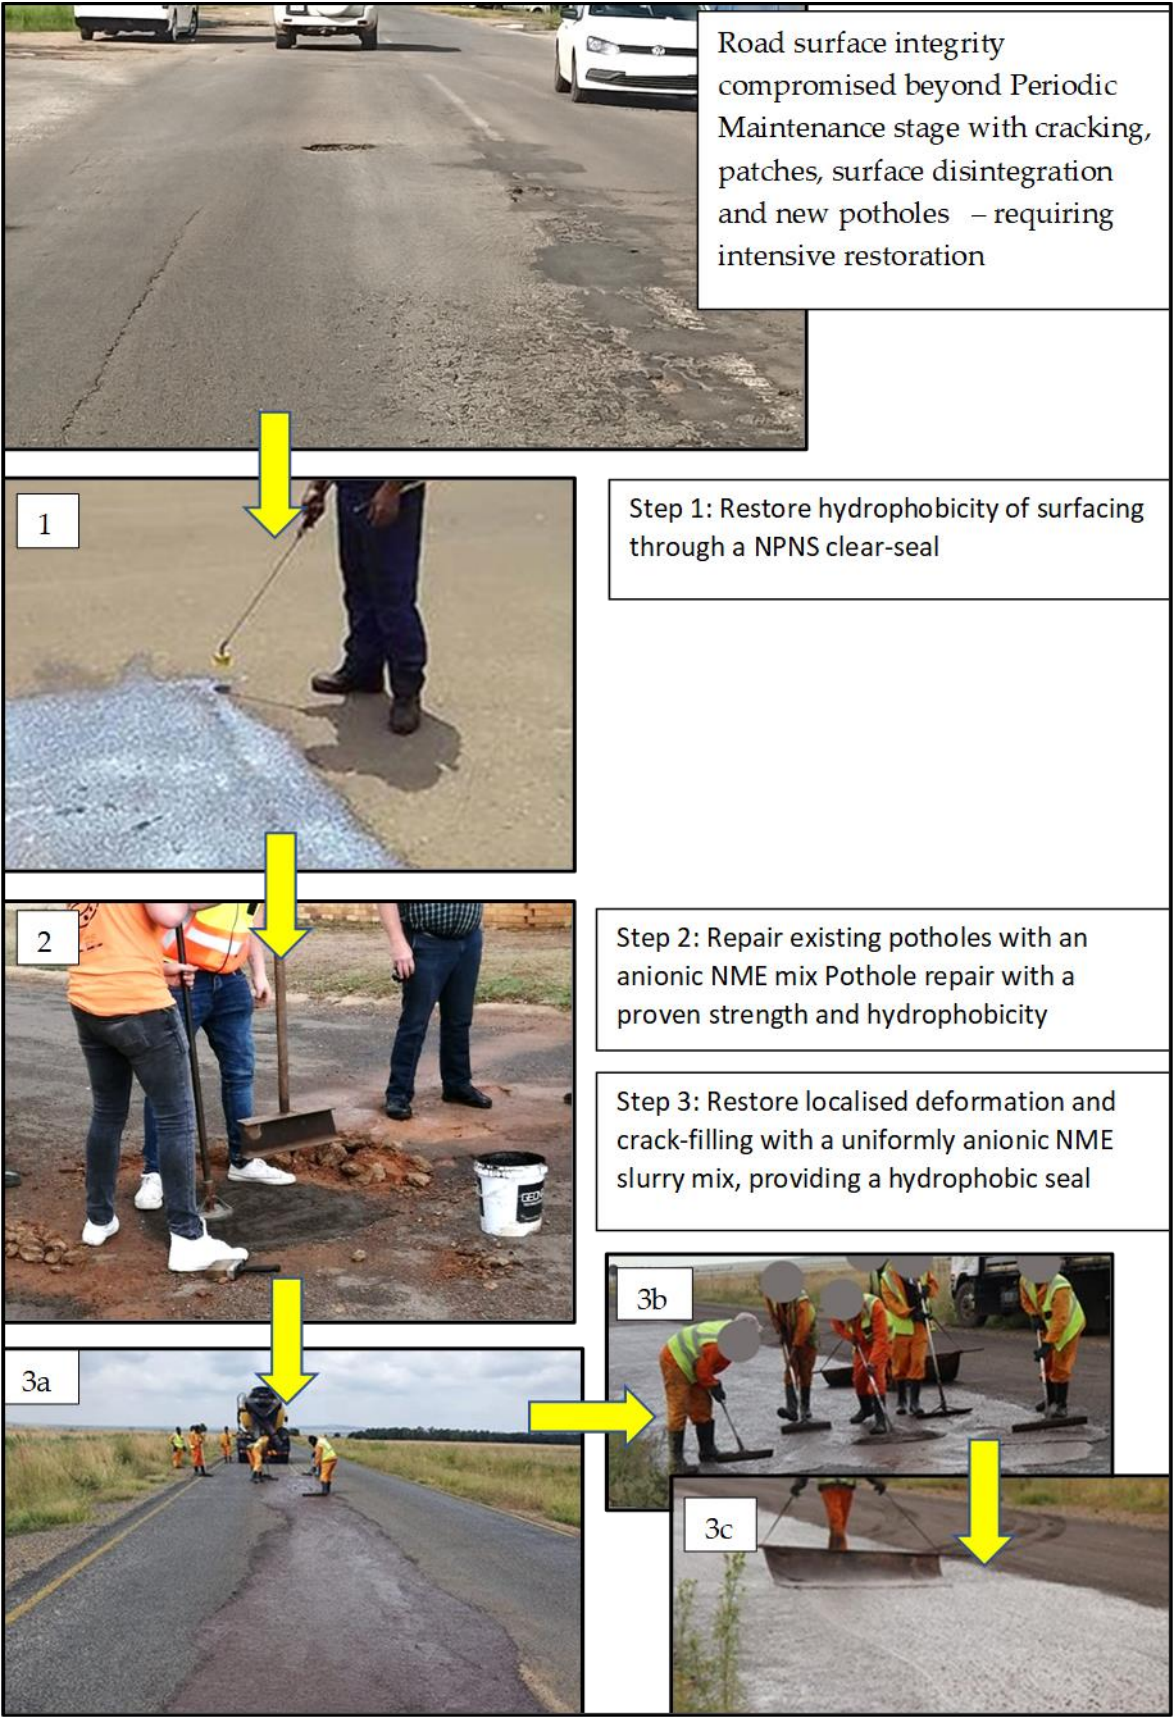 Road surface integrity
compromised beyond Periodic
Maintenance stage with cracking,
patches, surface disintegration
and new potholes – requiring
intensive restoration
1
Step 1: Restore hydrophobicity of surfacing
through a NPNS clear-seal
2
Step 2: Repair existing potholes with an
anionic NME mix Pothole repair with a
proven strength and hydrophobicity
Step 3: Restore localised deformation and
crack-filling with a uniformly anionic NME
slurry mix, providing a hydrophobic seal
3a
3b
3c